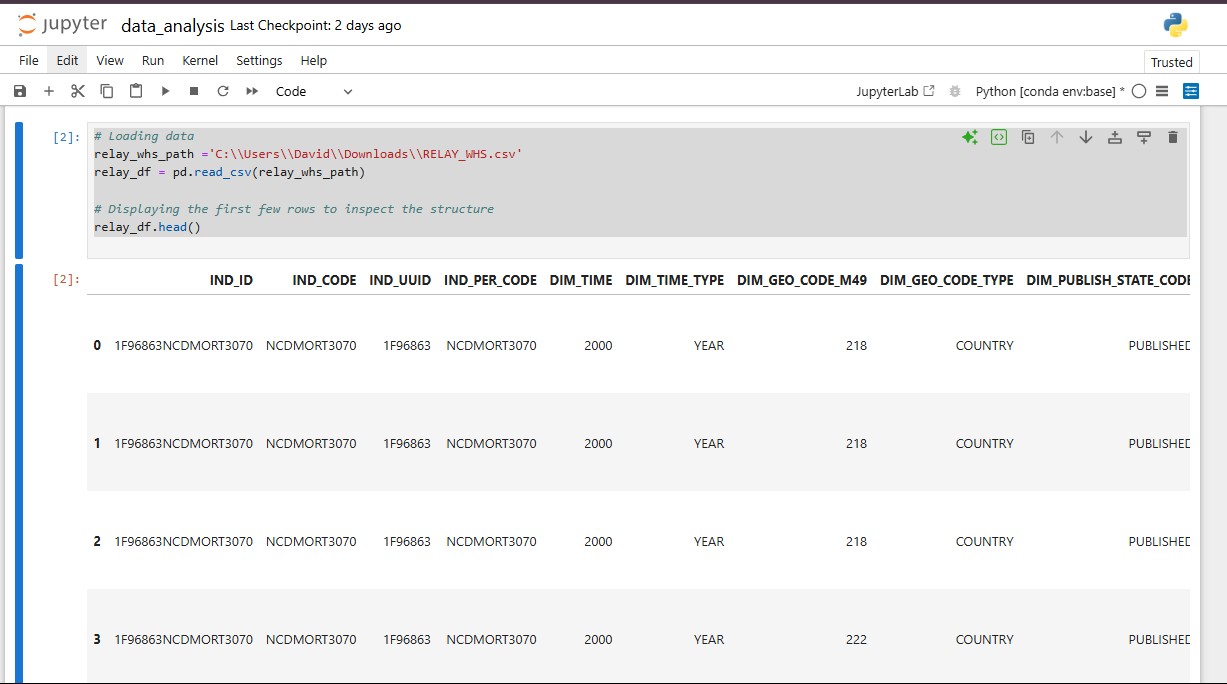 jupyter data_analysis Last Checkpoint: 2 days ago
File Edit View Run Kernel Settings Help Trusted
Code JupyterLab Python [conda env:base] *
[2]: # Loading data
relay_whs_path ='C:\\Users\\David\\Downloads\\RELAY_WHS.csv'
relay_df = pd.read_csv(relay_whs_path)
# Displaying the first few rows to inspect the structure
relay_df.head()
[2]: IND_ID IND_CODE IND_UUID IND_PER_CODE DIM_TIME DIM_TIME_TYPE DIM_GEO_CODE_M49 DIM_GEO_CODE_TYPE DIM_PUBLISH_STATE_CODE
0 1F96863NCDMORT3070 NCDMORT3070 1F96863 NCDMORT3070 2000 YEAR 218 COUNTRY PUBLISHED
1 1F96863NCDMORT3070 NCDMORT3070 1F96863 NCDMORT3070 2000 YEAR 218 COUNTRY PUBLISHED
2 1F96863NCDMORT3070 NCDMORT3070 1F96863 NCDMORT3070 2000 YEAR 218 COUNTRY PUBLISHED
3 1F96863NCDMORT3070 NCDMORT3070 1F96863 NCDMORT3070 2000 YEAR 222 COUNTRY PUBLISHED